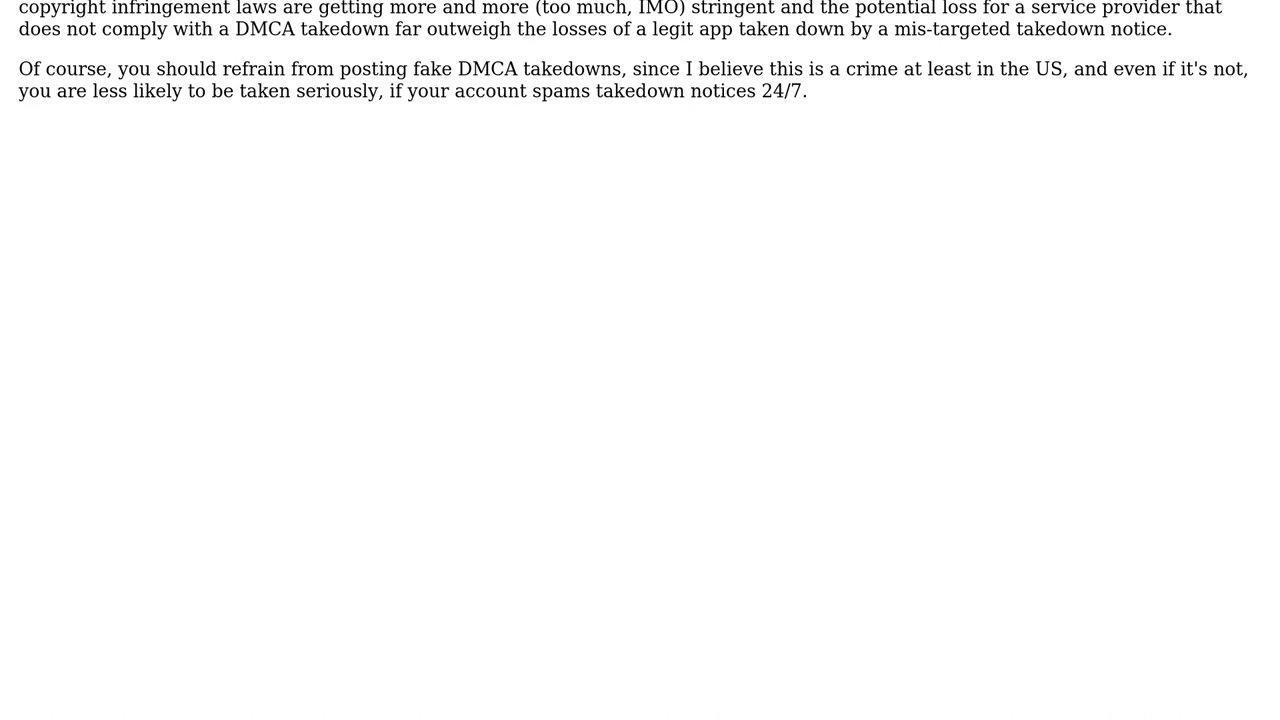 copyright infringement laws are getting more and more (too much, IMO) stringent and the potential loss for a service provider that
does not comply with a DMCA takedown far outweigh the losses of a legit app taken down by a mis-targeted takedown notice.
Of course, you should refrain from posting fake DMCA takedowns, since I believe this is a crime at least in the US, and even if it's not,
you are less likely to be taken seriously, if your account spams takedown notices 24/7.